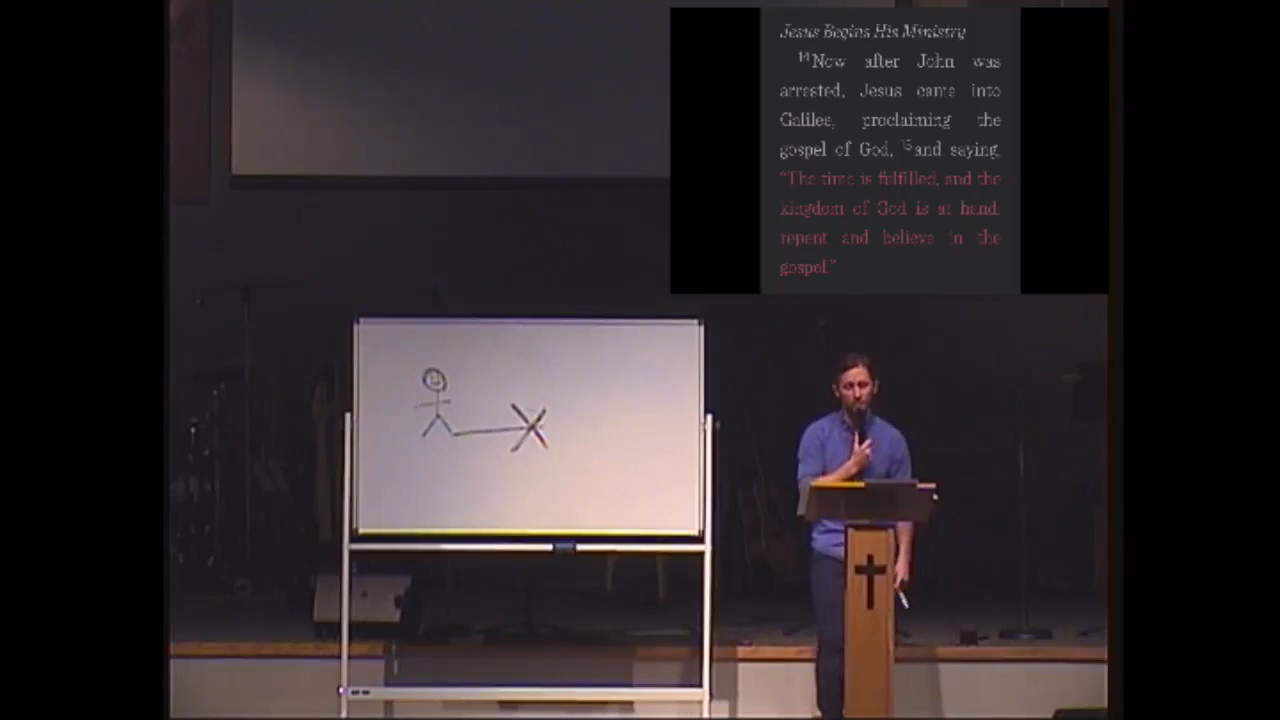 Jesus Begins His Ministry
14Now after John was
arrested, Jesus came into
Galilee, proclaiming the
gospel of God, 15and saying,
“The time is fulfilled, and the
kingdom of God is at hand;
repent and believe in the
gospel.”